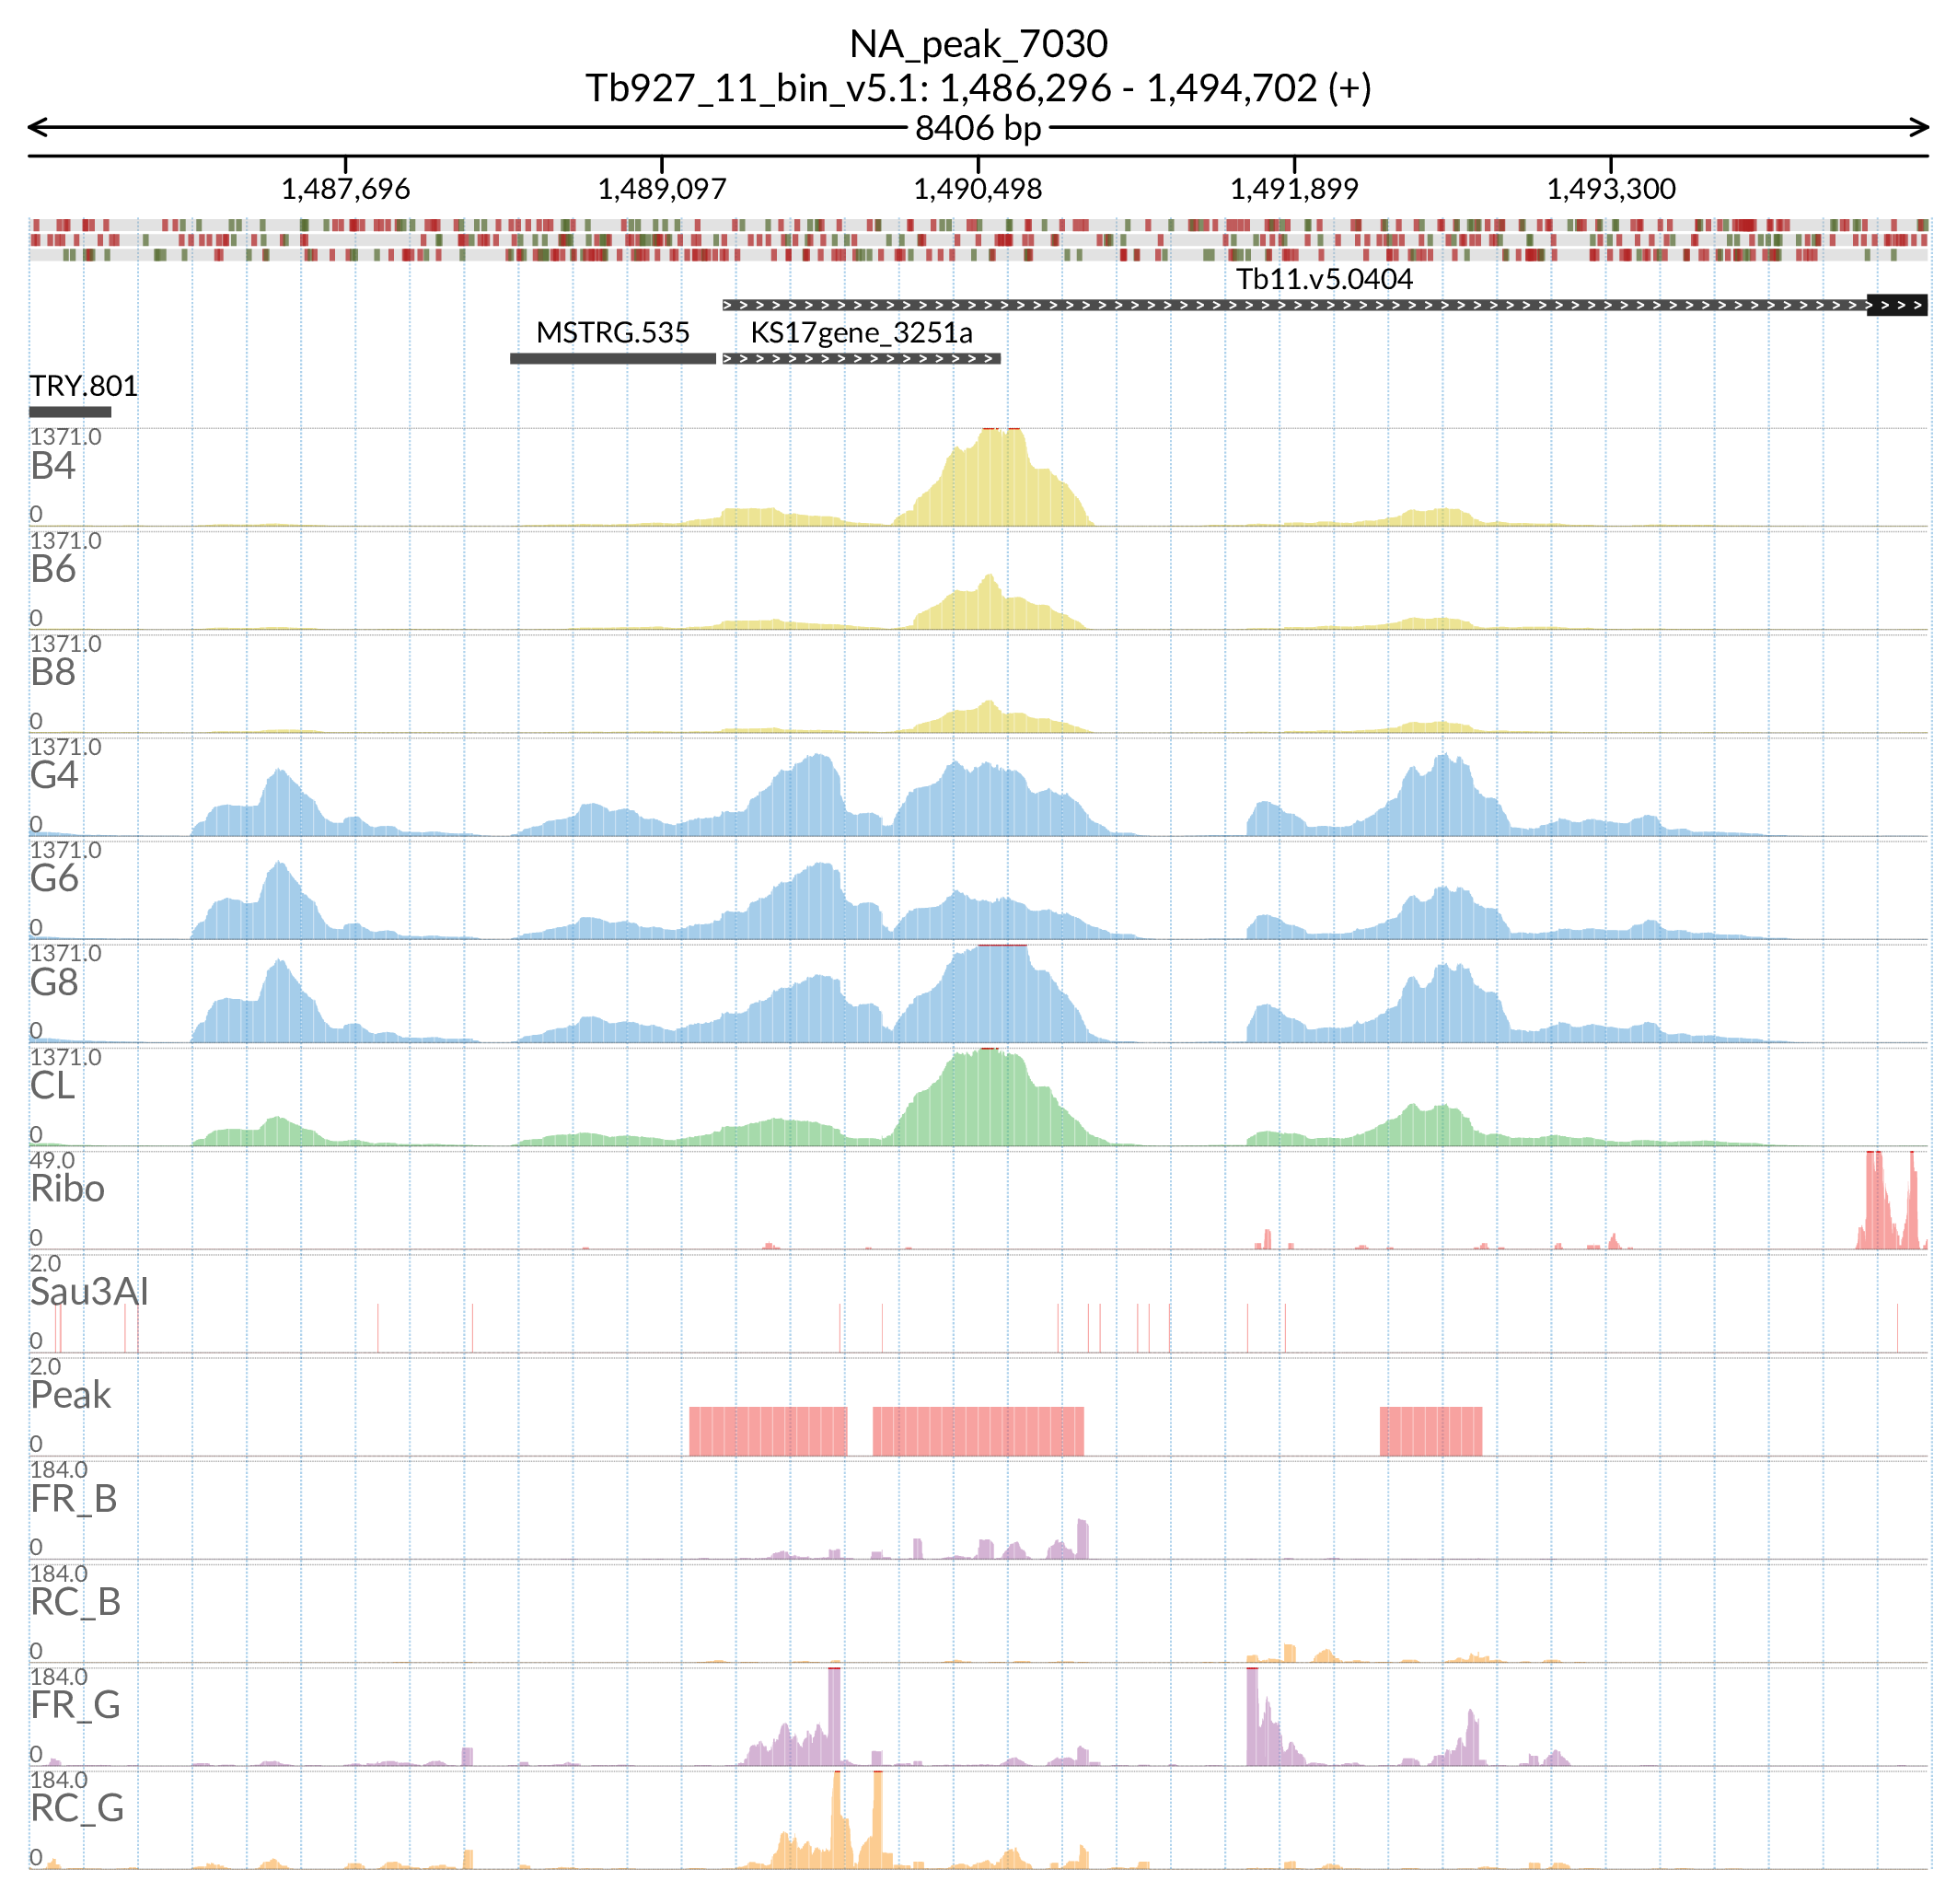 NA_peak_7030
Tb927_11_bin_v5.1: 1,486,296 - 1,494,702 (+)
8406 bp
1,487,696 1,489,097 1,490,498 1,491,899 1,493,300
Tb11.v5.0404
MSTRG.535 KS17gene_3251a
TRY.801
1371.0
B4
0
1371.0
B6
0
1371.0
B8
0
1371.0
G4
0
1371.0
G6
0
1371.0
G8
0
1371.0
CL
0
49.0
Ribo
0
2.0
Sau3AI
0
2.0
Peak
0
184.0
FR_B
0
184.0
RC_B
0
184.0
FR_G
0
184.0
RC_G
0